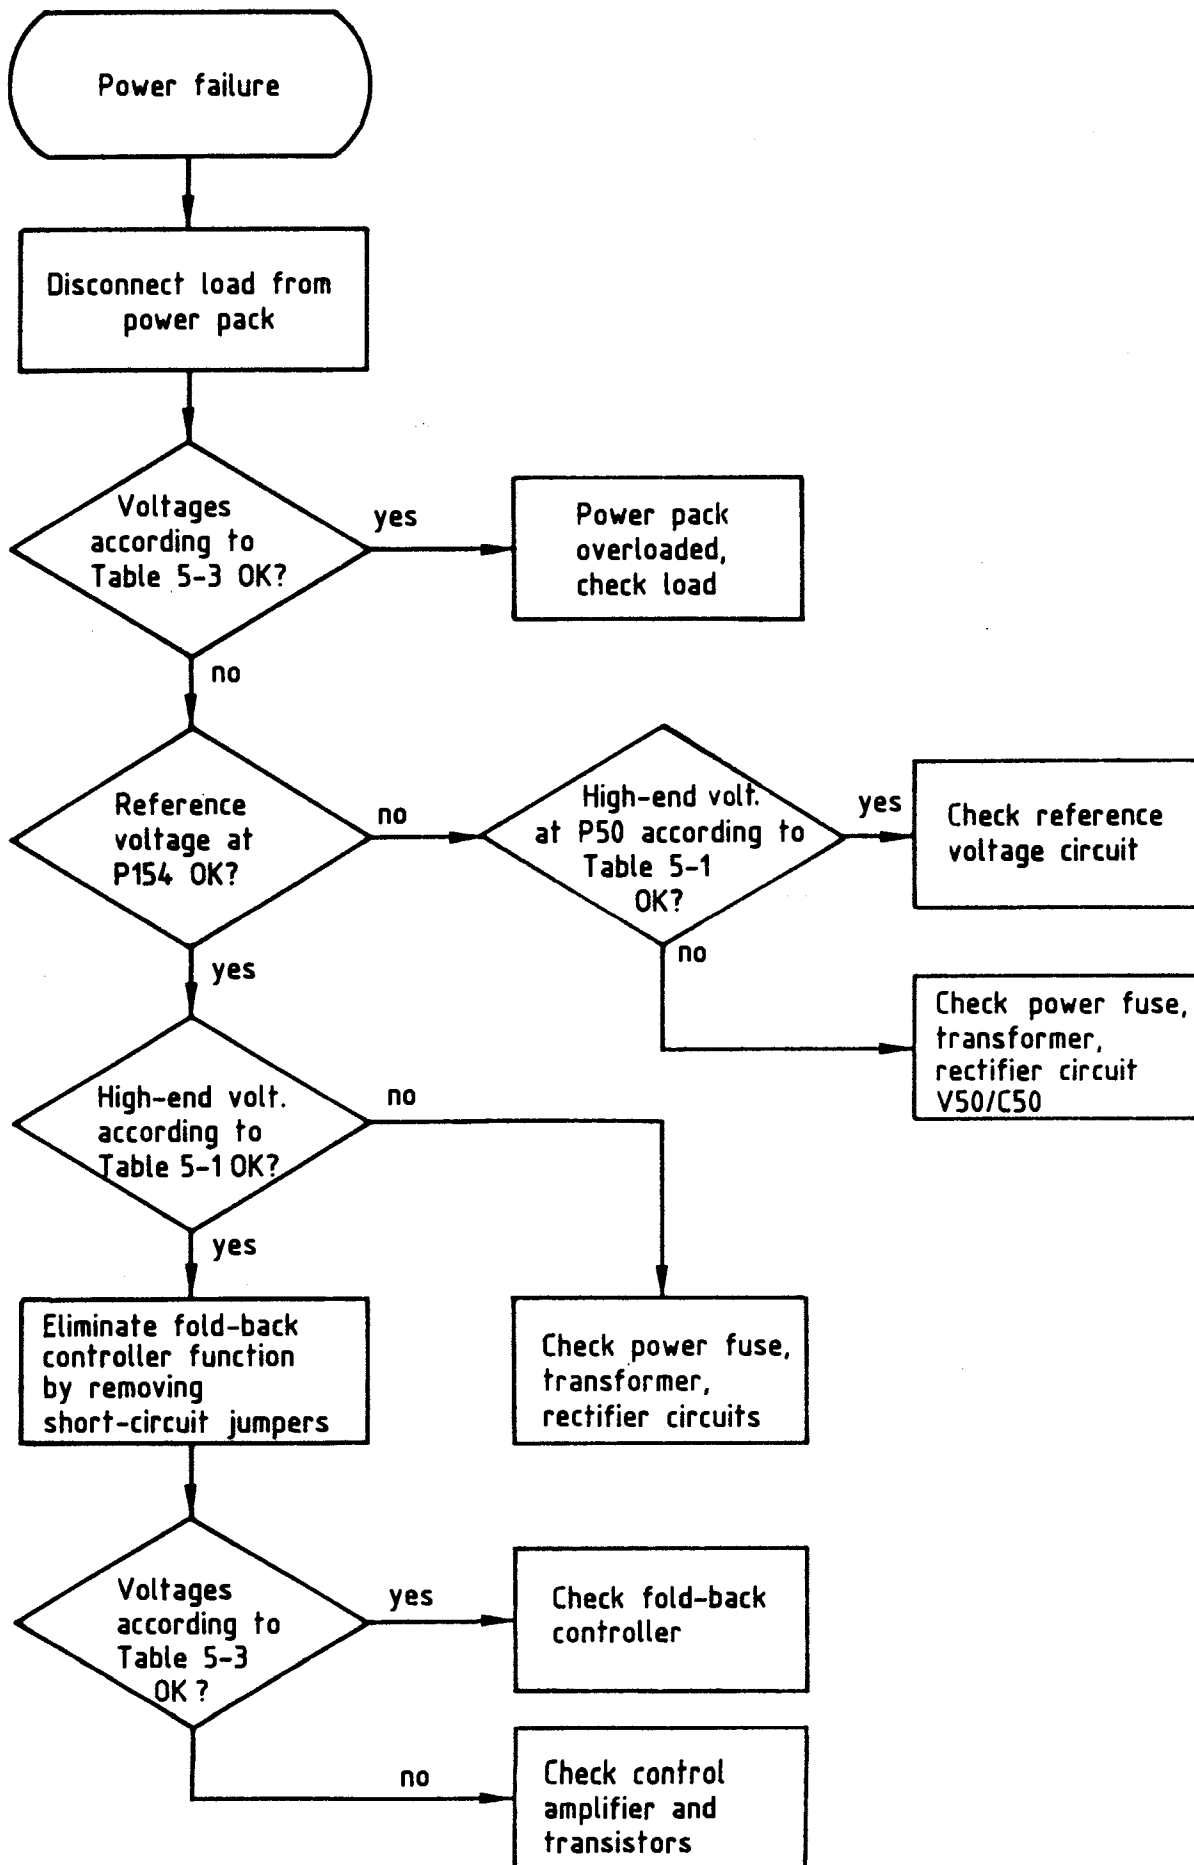 Power failure
Disconnect load from
power pack
Voltages
according to
Table 5-3 OK?
yes
Power pack
overloaded,
check load
no
Reference
voltage at
P154 OK?
no
High-end volt.
at P50 according to
Table 5-1
OK?
yes
Check reference
voltage circuit
no
Check power fuse,
transformer,
rectifier circuit
V50/C50
yes
High-end volt.
according to
Table 5-1 OK?
no
Check power fuse,
transformer,
rectifier circuits
yes
Eliminate fold-back
controller function
by removing
short-circuit jumpers
Voltages
according to
Table 5-3
OK ?
yes
Check fold-back
controller
no
Check control
amplifier and
transistors